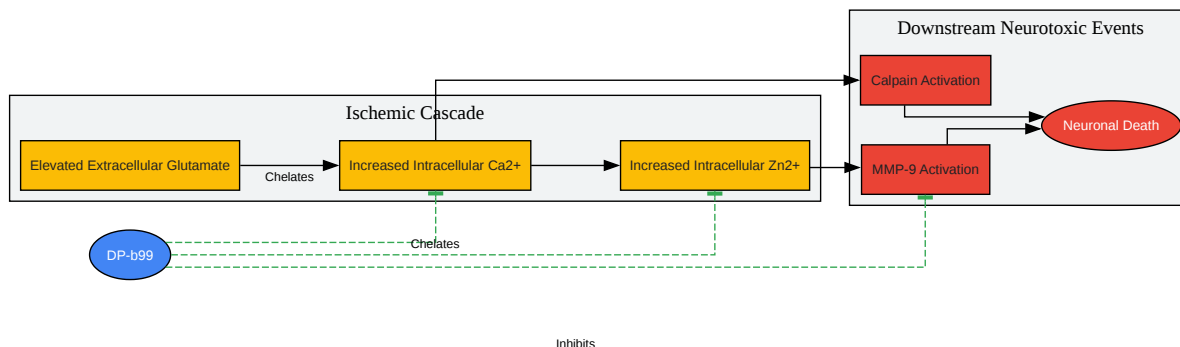 Downstream Neurotoxic Events
Calpain Activation
Ischemic Cascade
Neuronal Death
Elevated Extracellular Glutamate
Chelates
Increased Intracellular Ca2+
Increased Intracellular Zn2+
MMP-9 Activation
DP-b99
Chelates
Inhibits